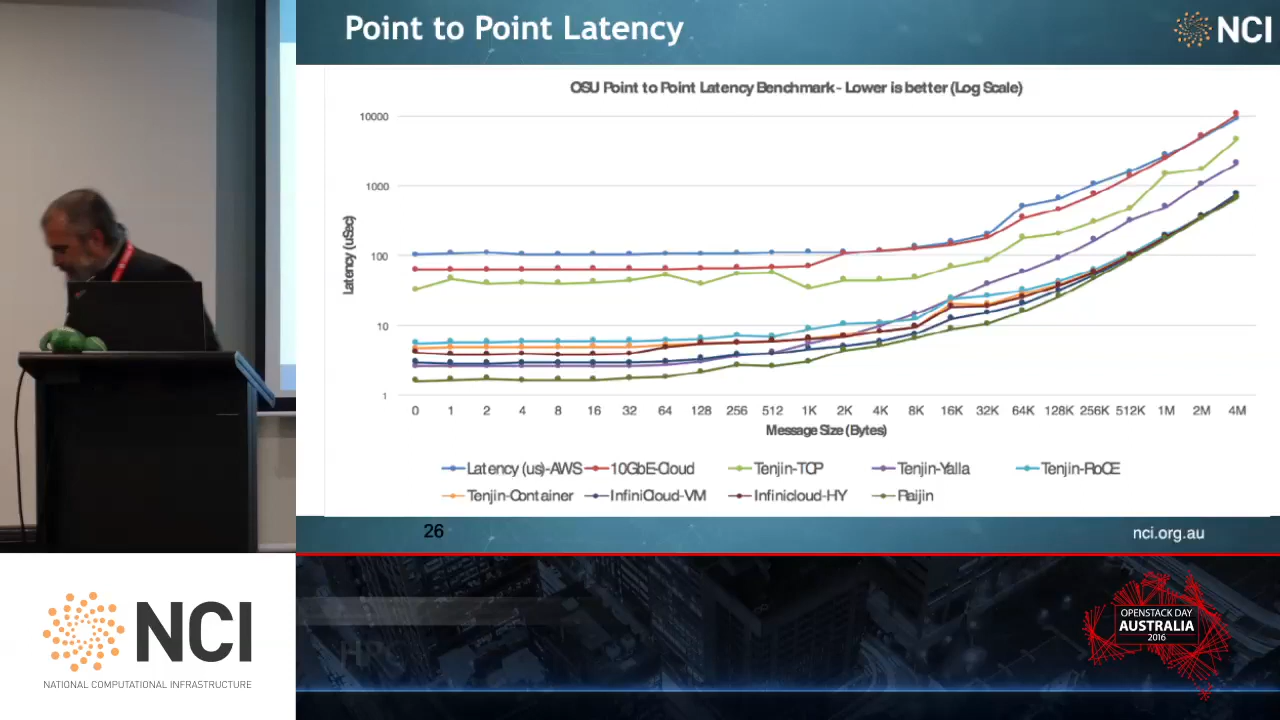 Point to Point Latency
NCI
OSU Point to Point Latency Benchmark - Lower is better (Log Scale)
10000
1000
100
10
1
Latency (uSec)
0 1 2 4 8 16 32 64 128 256 512 1K 2K 4K 8K 16K 32K 64K 128K 256K 512K 1M 2M 4M
Message Size (Bytes)
Latency (us)-AWS 10GbE-Cloud Tenjin-TCP Tenjin-Yalla Tenjin-RoCE
Tenjin-Container InfiniCloud-VM Infinicloud-HY Raijin
26
nci.org.au
NCI
NATIONAL COMPUTATIONAL INFRASTRUCTURE
OPENSTACK DAY
AUSTRALIA
2016